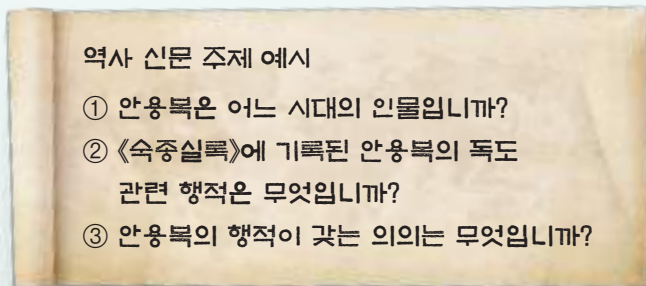 역사 신문 주제 예시
① 안용복은 어느 시대의 인물입니까?
② 《숙종실록》에 기록된 안용복의 독도
관련 행적은 무엇입니까?
③ 안용복의 행적이 갖는 의의는 무엇입니까?